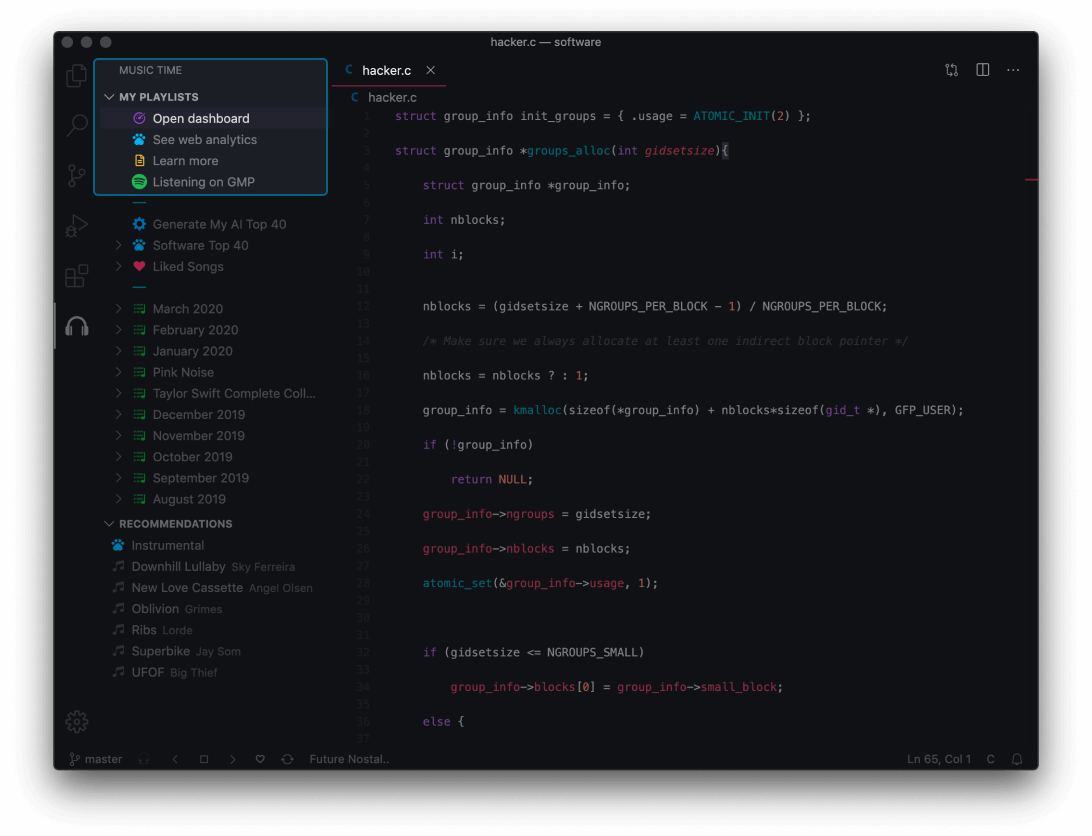 hacker.c — software
MUSIC TIME
MY PLAYLISTS
Open dashboard
See web analytics
Learn more
Listening on GMP
Generate My AI Top 40
Software Top 40
Liked Songs
March 2020
February 2020
January 2020
Pink Noise
Taylor Swift Complete Coll...
December 2019
November 2019
October 2019
September 2019
August 2019
RECOMMENDATIONS
Instrumental
Downhill Lullaby Sky Ferreira
New Love Cassette Angel Olsen
Oblivion Grimes
Ribs Lorde
Superbike Jay Som
UFOF Big Thief
C hacker.c
C hacker.c
1 struct group_info init_groups = { .usage = ATOMIC_INIT(2) };
2
3 struct group_info *groups_alloc(int gidsetsize){
4
5 struct group_info *group_info;
6
7 int nblocks;
8
9 int i;
10
11
12 nblocks = (gidsetsize + NGROUPS_PER_BLOCK - 1) / NGROUPS_PER_BLOCK;
13
14 /* Make sure we always allocate at least one indirect block pointer */
15
16 nblocks = nblocks ? : 1;
17
18 group_info = kmalloc(sizeof(*group_info) + nblocks*sizeof(gid_t *), GFP_USER);
19
20 if (!group_info)
21
22 return NULL;
23
24 group_info->ngroups = gidsetsize;
25
26 group_info->nblocks = nblocks;
27
28 atomic_set(&group_info->usage, 1);
29
30
31
32 if (gidsetsize <= NGROUPS_SMALL)
33
34 group_info->blocks[0] = group_info->small_block;
35
36 else {
37
master
Future Nostal..
Ln 65, Col 1 C